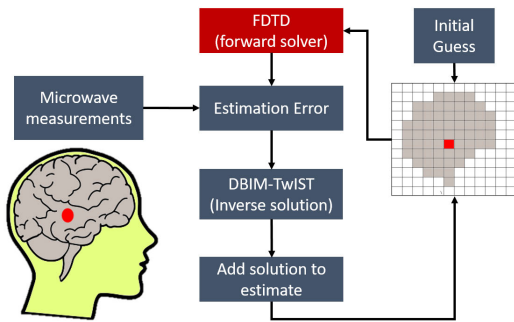 FDTD
(forward solver)
Initial
Guess
Microwave
measurements
Estimation Error
DBIM-TwIST
(Inverse solution)
Add solution to
estimate